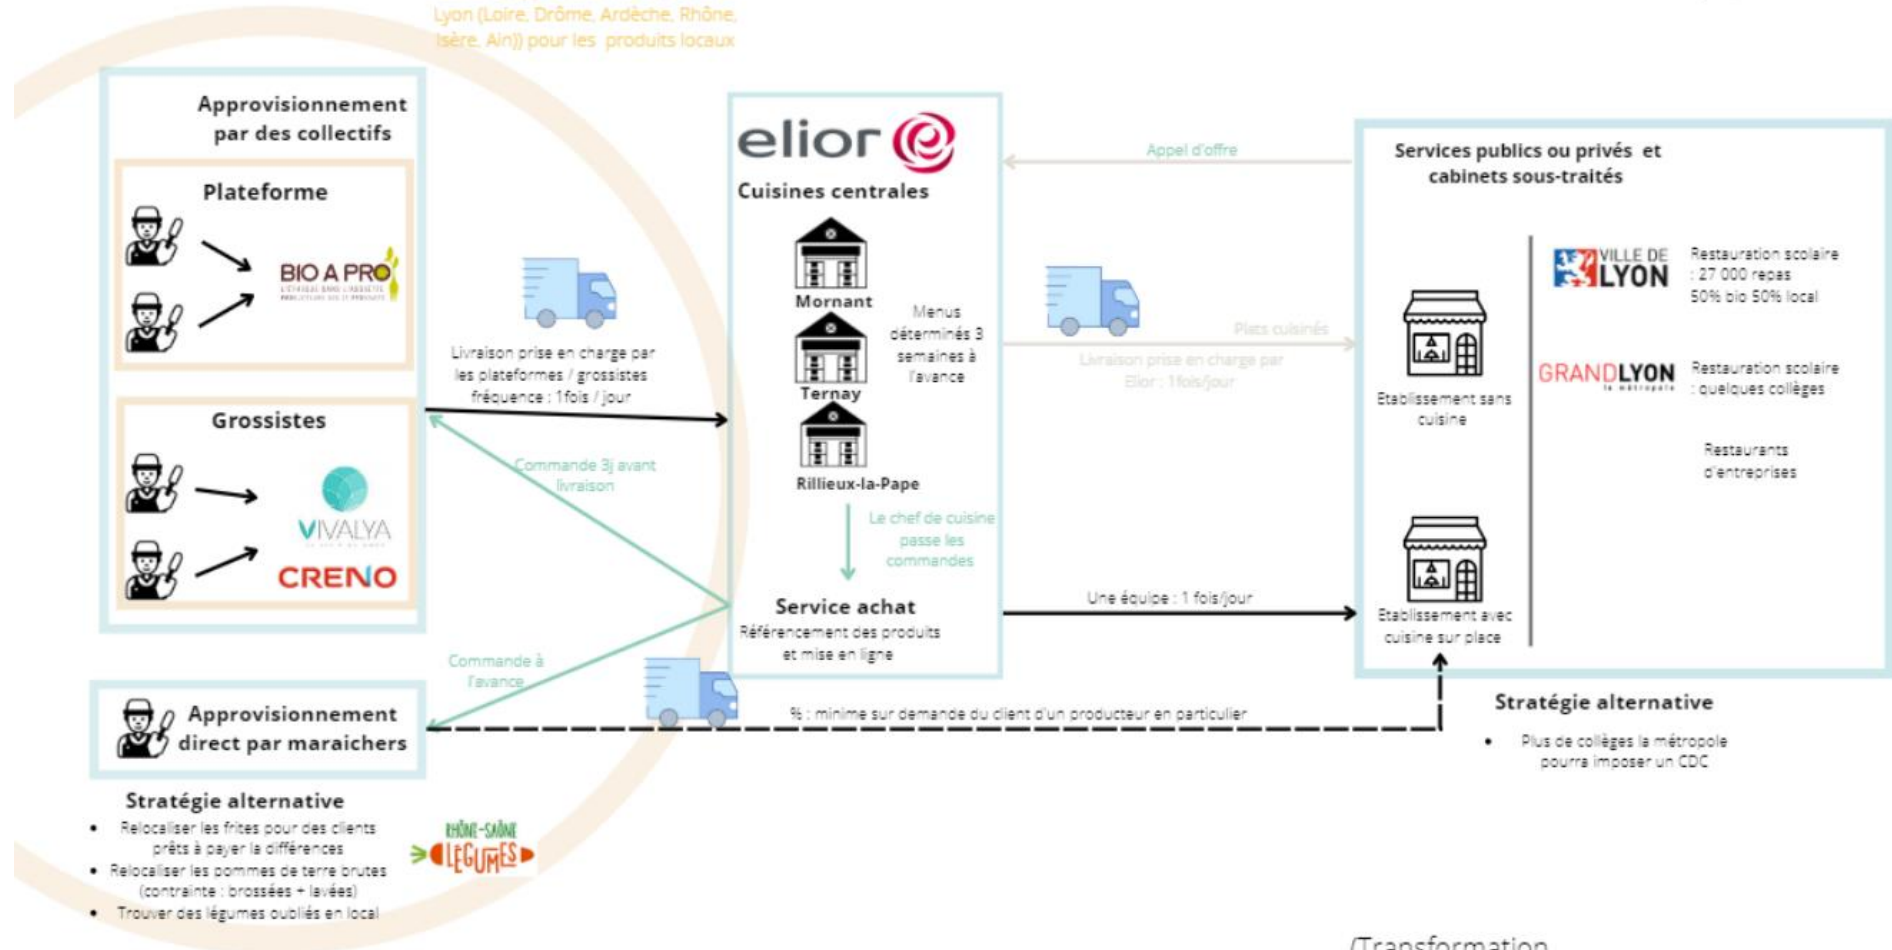 Lyon (Loire, Drôme, Ardèche, Rhône,
Isère, Ain)) pour les produits locaux
Approvisionnement
par des collectifs
Plateforme
BIO A PRO
Grossistes
VIVALYA
CRENO
Livraison prise en charge par
les plateformes / grossistes
fréquence : 1fois / jour
Commande 3j avant
livraison
Commande à
l'avance
Approvisionnement
direct par maraichers
Stratégie alternative
• Relocaliser les frites pour des clients
prêts à payer la différences
• Relocaliser les pommes de terre brutes
(contrainte : brossées + lavées)
• Trouver des légumes oubliés en local
RHÔNE-SAÔNE
LÉGUMES
elior
Cuisines centrales
Mornant
Ternay
Rillieux-la-Pape
Menus
déterminés 3
semaines à
l'avance
Le chef de cuisine
passe les
commandes
Service achat
Référencement des produits
et mise en ligne
Appel d'offre
Plats cuisinés
Livraison prise en charge par
Elior : 1fois/jour
Une équipe : 1 fois/jour
% : minime sur demande du client d'un producteur en particulier
Services publics ou privés et
cabinets sous-traités
Etablissement sans
cuisine
Etablissement avec
cuisine sur place
VILLE DE
LYON
Restauration scolaire
: 27 000 repas
50% bio 50% local
GRANDLYON
la métropole
Restauration scolaire
: quelques collèges
Restaurants
d'entreprises
Stratégie alternative
• Plus de collèges la métropole
pourra imposer un CDC
(Transformation